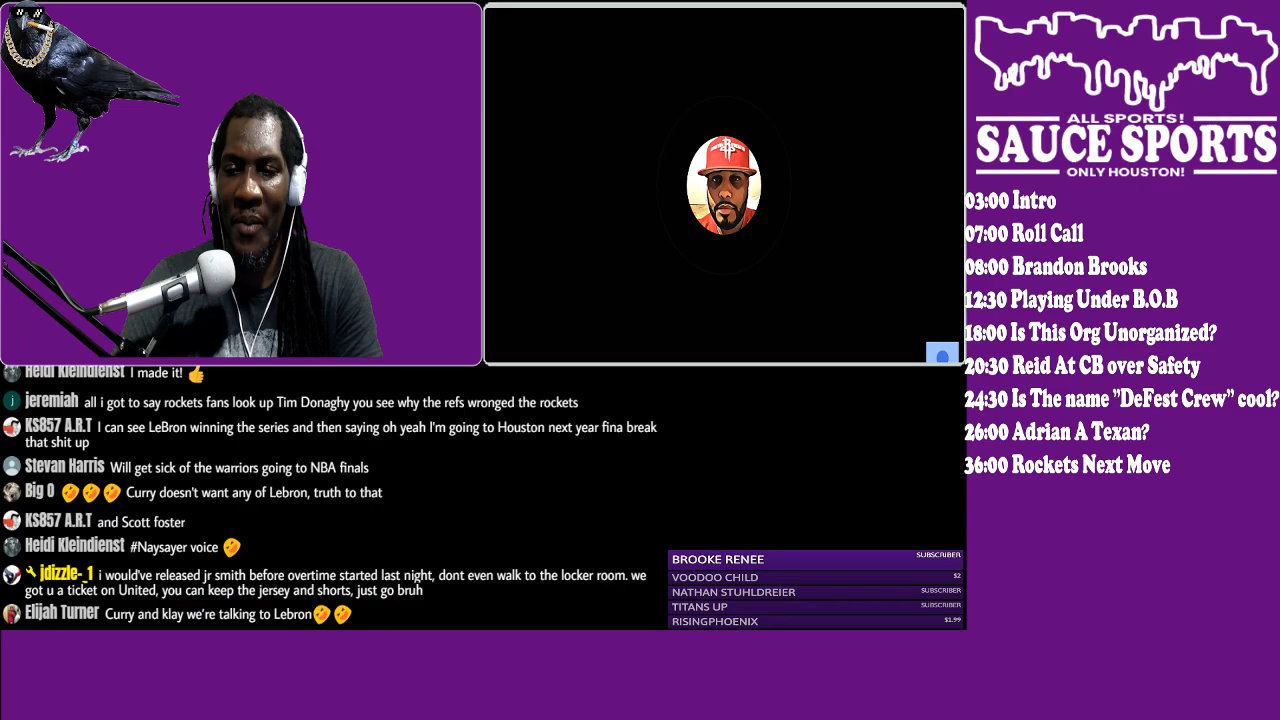 ALL SPORTS!
SAUCE SPORTS
ONLY HOUSTON!
03:00 Intro
07:00 Roll Call
08:00 Brandon Brooks
12:30 Playing Under B.O.B
18:00 Is This Org Unorganized?
20:30 Reid At CB over Safety
24:30 Is The name "DeFest Crew" cool?
26:00 Adrian A Texan?
36:00 Rockets Next Move
Heidi Kleindienst I made it! 👍
j jeremiah all i got to say rockets fans look up Tim Donaghy you see why the refs wronged the rockets
KS857 A.R.T I can see LeBron winning the series and then saying oh yeah I'm going to Houston next year fina break
that shit up
Stevan Harris Will get sick of the warriors going to NBA finals
Big O Curry doesn't want any of Lebron, truth to that
KS857 A.R.T and Scott foster
Heidi Kleindienst #Naysayer voice
jdizzle-_1 i would've released jr smith before overtime started last night, dont even walk to the locker room. we
got u a ticket on United, you can keep the jersey and shorts, just go bruh
Elijah Turner Curry and klay we're talking to Lebron
BROOKE RENEE SUBSCRIBER
VOODOO CHILD $2
NATHAN STUHLDREIER SUBSCRIBER
TITANS UP SUBSCRIBER
RISINGPHOENIX $1.99